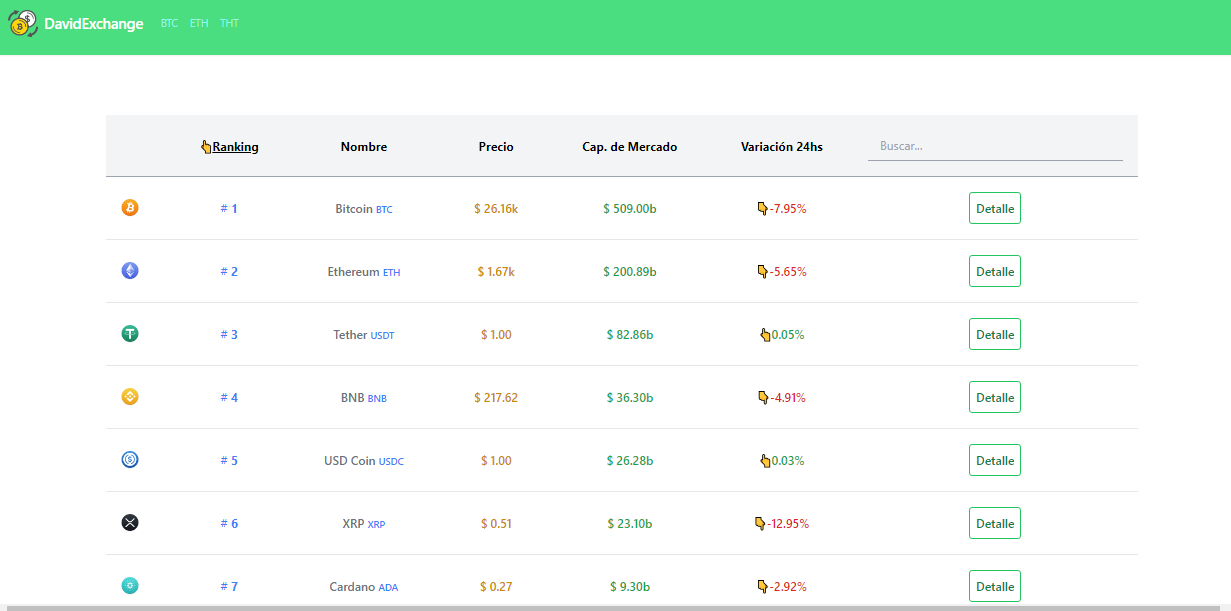 DavidExchange BTC ETH THT
Ranking Nombre Precio Cap. de Mercado Variación 24hs Buscar...
# 1 Bitcoin BTC $ 26.16k $ 509.00b -7.95% Detalle
# 2 Ethereum ETH $ 1.67k $ 200.89b -5.65% Detalle
# 3 Tether USDT $ 1.00 $ 82.86b 0.05% Detalle
# 4 BNB BNB $ 217.62 $ 36.30b -4.91% Detalle
# 5 USD Coin USDC $ 1.00 $ 26.28b 0.03% Detalle
# 6 XRP XRP $ 0.51 $ 23.10b -12.95% Detalle
# 7 Cardano ADA $ 0.27 $ 9.30b -2.92% Detalle